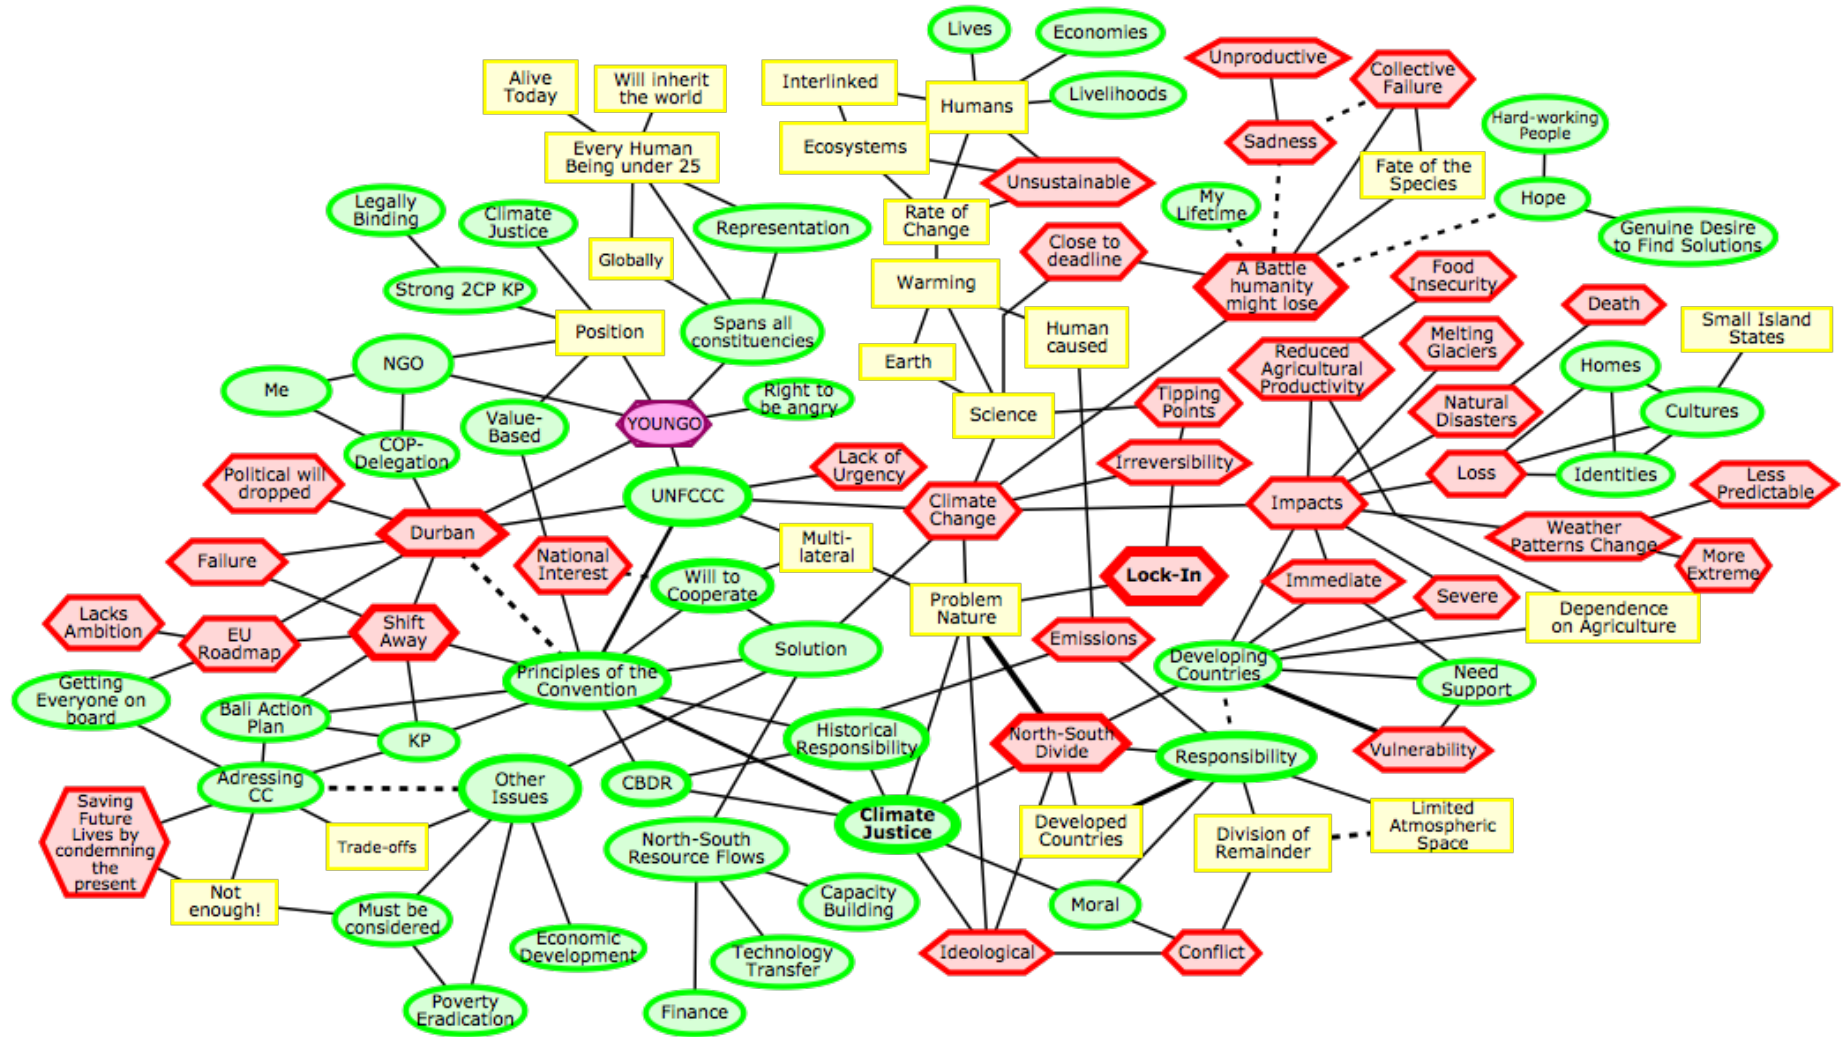 Lives
Economies
Unproductive
Collective
Failure
Alive
Today
Will inherit
the world
Interlinked
Humans
Livelihoods
Hard-working
People
Sadness
Every Human
Being under 25
Ecosystems
Unsustainable
Fate of the
Species
Legally
Binding
Climate
Justice
Representation
Rate of
Change
My
Lifetime
Hope
Genuine Desire
to Find Solutions
Globally
Close to
deadline
Strong 2CP KP
Warming
A Battle
humanity
might lose
Food
Insecurity
Death
Position
Spans all
constituencies
Human
caused
Small Island
States
Melting
Glaciers
NGO
Earth
Reduced
Agricultural
Productivity
Homes
Me
Right to
be angry
Tipping
Points
Natural
Disasters
Cultures
Value-
Based
YOUNGO
Science
COP-
Delegation
Political will
dropped
Lack of
Urgency
Irreversibility
Loss
Identities
Less
Predictable
UNFCCC
Climate
Change
Impacts
Durban
Weather
Patterns Change
Multi-
lateral
Failure
National
Interest
More
Extreme
Will to
Cooperate
Lock-In
Immediate
Severe
Lacks
Ambition
EU
Roadmap
Shift
Away
Problem
Nature
Emissions
Dependence
on Agriculture
Solution
Principles of the
Convention
Developing
Countries
Need
Support
Getting
Everyone on
board
Bali Action
Plan
KP
Historical
Responsibility
North-South
Divide
Responsibility
Vulnerability
Adressing
CC
Other
Issues
CBDR
Climate
Justice
Saving
Future
Lives by
condemning
the
present
Trade-offs
North-South
Resource Flows
Developed
Countries
Division of
Remainder
Limited
Atmospheric
Space
Not
enough!
Must be
considered
Capacity
Building
Moral
Economic
Development
Technology
Transfer
Ideological
Conflict
Poverty
Eradication
Finance